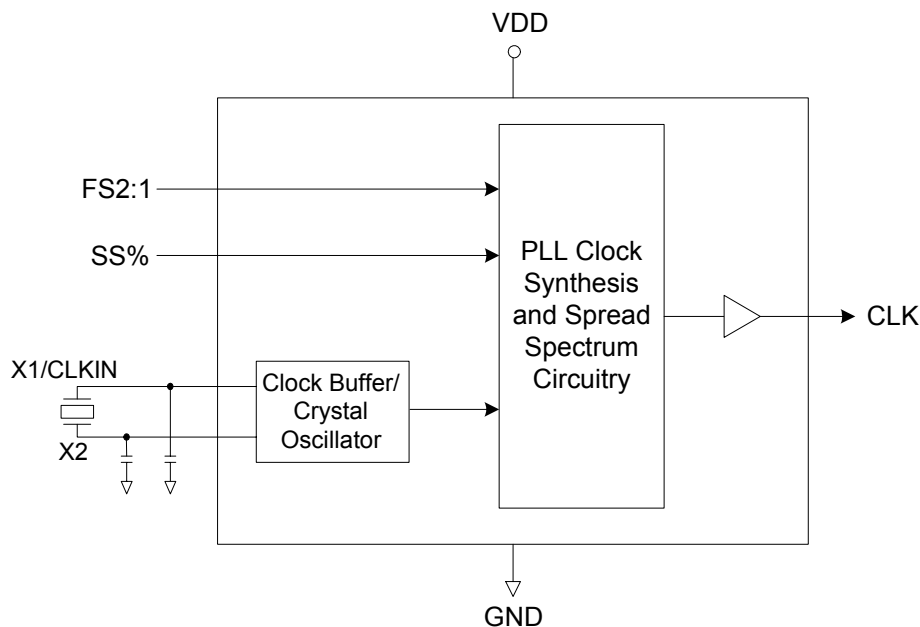 VDD
FS2:1
SS%
PLL Clock
Synthesis
and Spread
Spectrum
Circuitry
CLK
X1/CLKIN
X2
Clock Buffer/
Crystal
Oscillator
GND